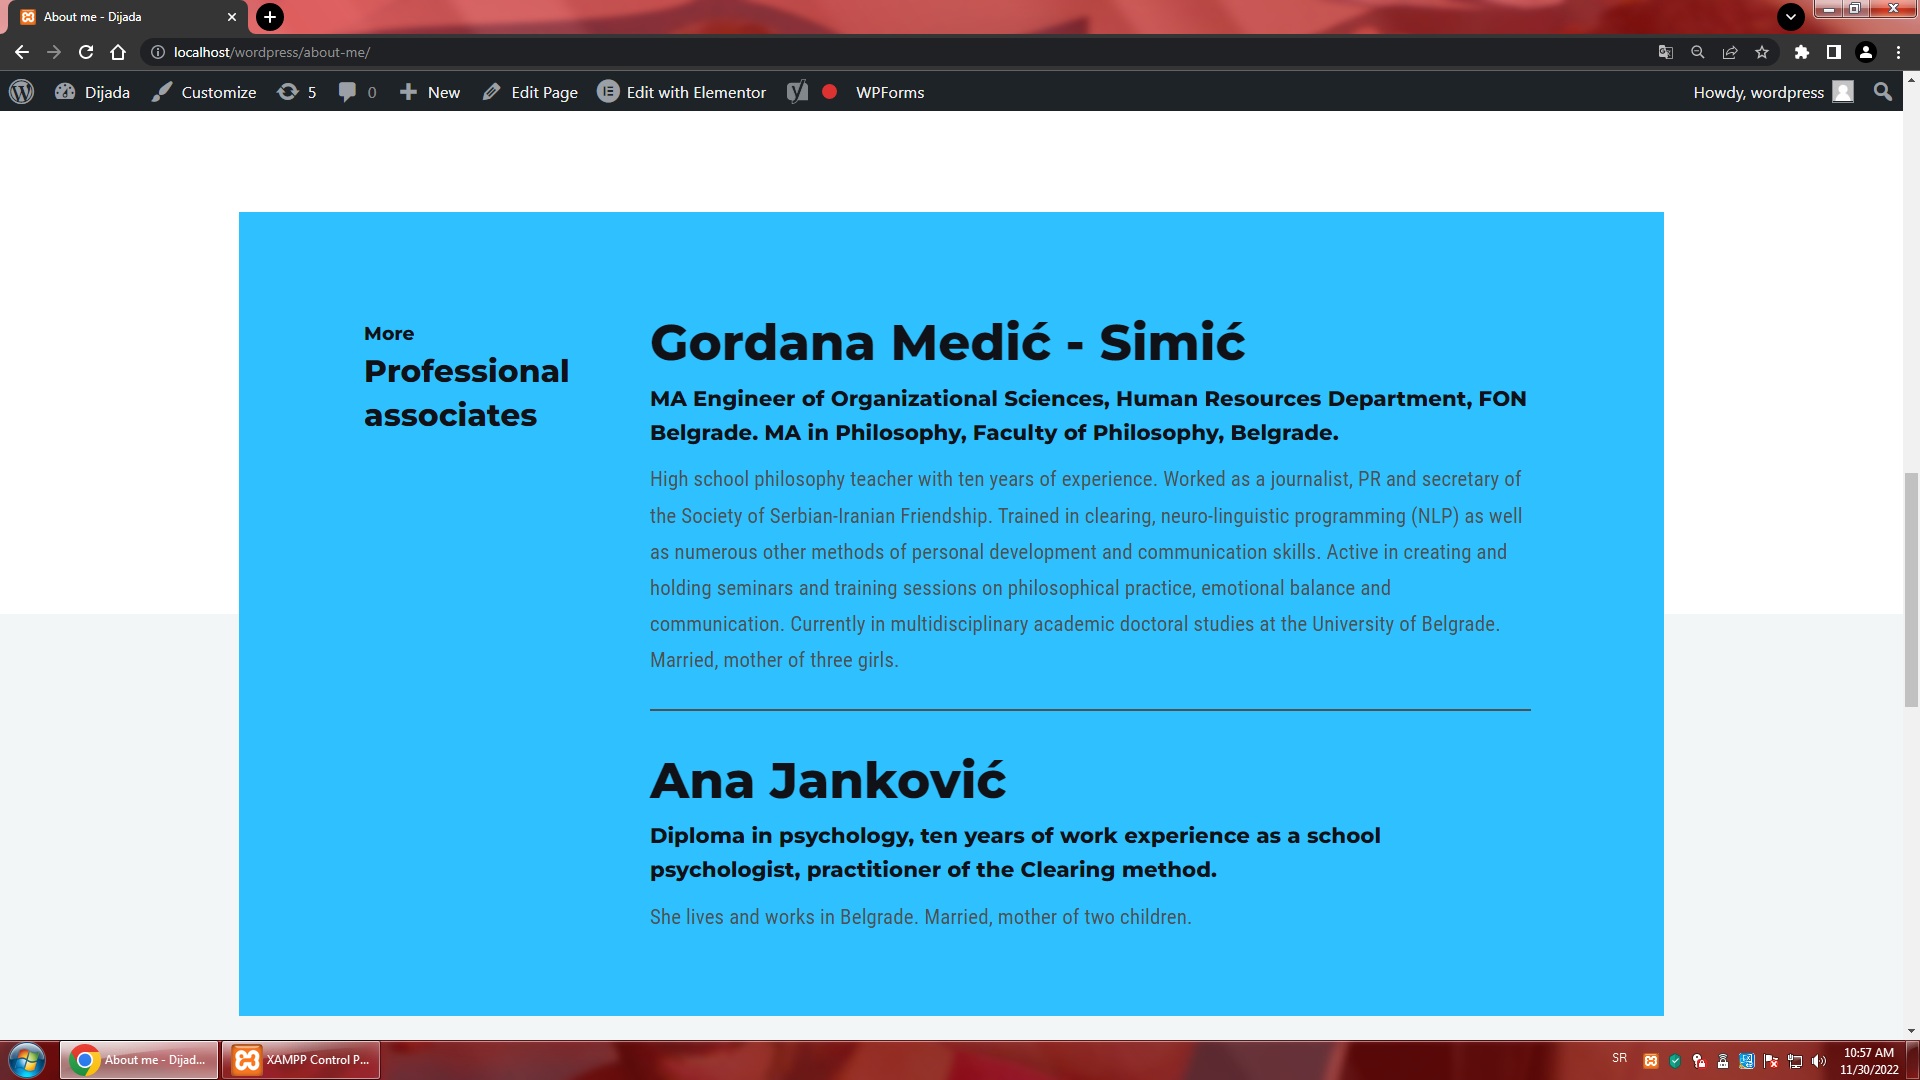 About me - Dijada
localhost/wordpress/about-me/
Dijada
Customize
5
0
New
Edit Page
Edit with Elementor
WPForms
Howdy, wordpress
More
Professional
associates
Gordana Medić - Simić
MA Engineer of Organizational Sciences, Human Resources Department, FON
Belgrade. MA in Philosophy, Faculty of Philosophy, Belgrade.
High school philosophy teacher with ten years of experience. Worked as a journalist, PR and secretary of
the Society of Serbian-Iranian Friendship. Trained in clearing, neuro-linguistic programming (NLP) as well
as numerous other methods of personal development and communication skills. Active in creating and
holding seminars and training sessions on philosophical practice, emotional balance and
communication. Currently in multidisciplinary academic doctoral studies at the University of Belgrade.
Married, mother of three girls.
Ana Janković
Diploma in psychology, ten years of work experience as a school
psychologist, practitioner of the Clearing method.
She lives and works in Belgrade. Married, mother of two children.
About me - Dijad...
XAMPP Control P...
SR
10:57 AM
11/30/2022